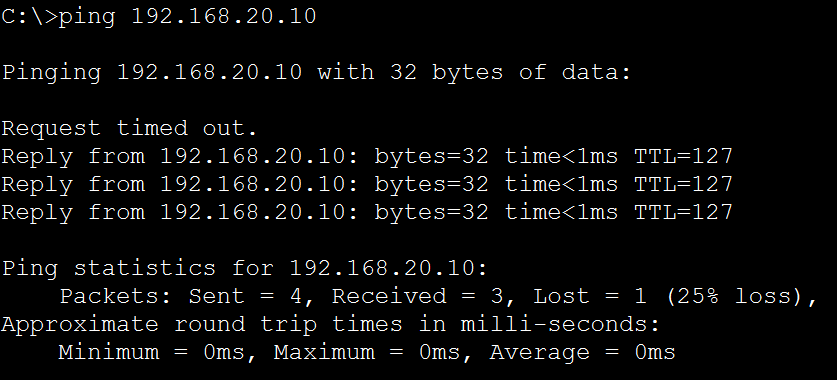 C:\>ping 192.168.20.10
Pinging 192.168.20.10 with 32 bytes of data:
Request timed out.
Reply from 192.168.20.10: bytes=32 time<1ms TTL=127
Reply from 192.168.20.10: bytes=32 time<1ms TTL=127
Reply from 192.168.20.10: bytes=32 time<1ms TTL=127
Ping statistics for 192.168.20.10:
    Packets: Sent = 4, Received = 3, Lost = 1 (25% loss),
Approximate round trip times in milli-seconds:
    Minimum = 0ms, Maximum = 0ms, Average = 0ms